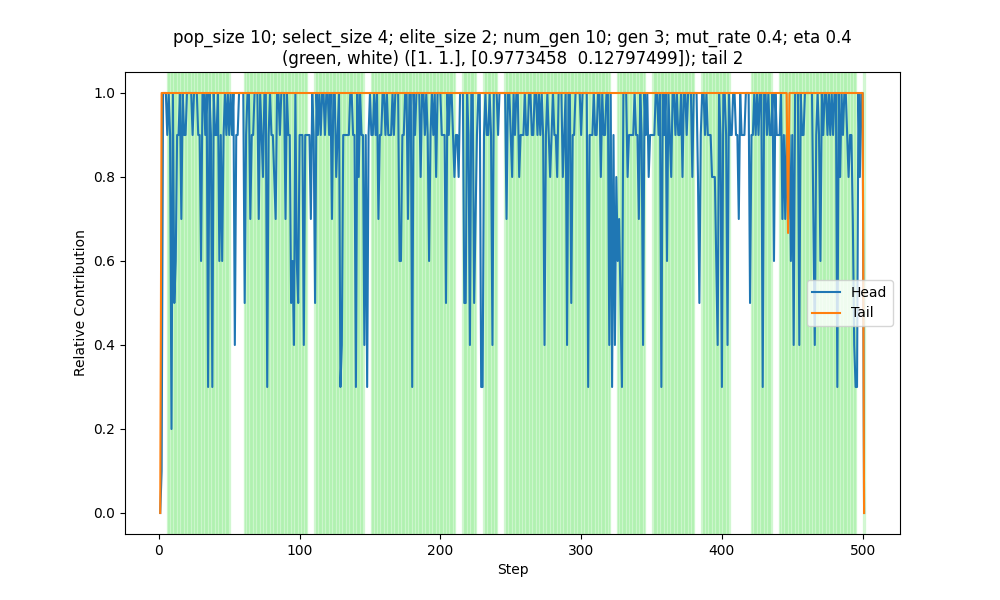 pop_size 10; select_size 4; elite_size 2; num_gen 10; gen 3; mut_rate 0.4; eta 0.4
(green, white) ([1. 1.], [0.9773458  0.12797499]); tail 2
1.0
0.8
0.6
0.4
0.2
0.0
Relative Contribution
Head
Tail
0
100
200
300
400
500
Step